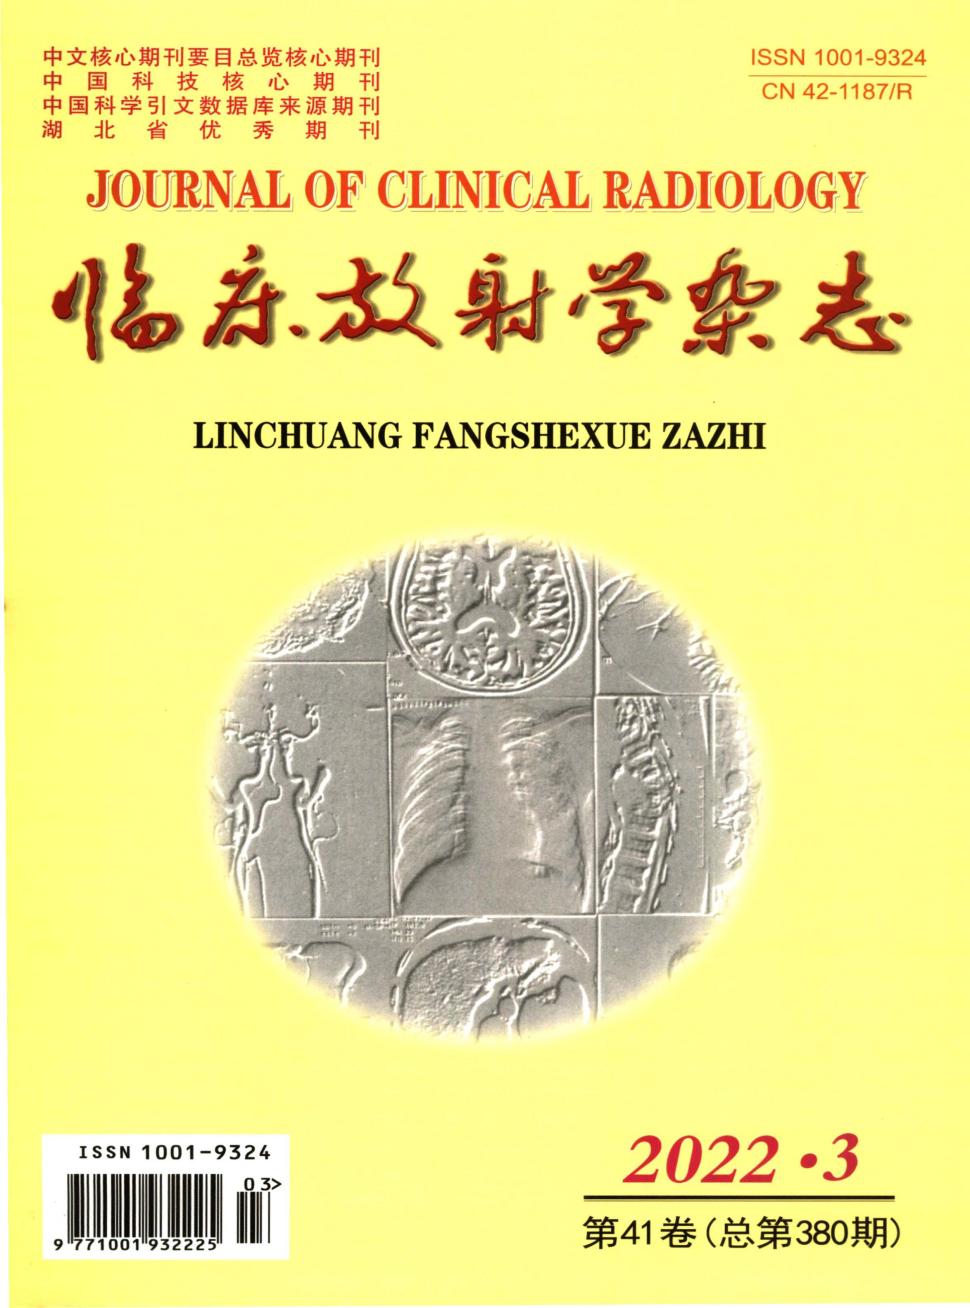 中文核心期刊要目总览核心期刊
中国科技核心期刊
中国科学引文数据库来源期刊
湖北省优秀期刊
ISSN 1001-9324
CN 42-1187/R
JOURNAL OF CLINICAL RADIOLOGY
临床放射学杂志
LINCHUANG FANGSHEXUE ZAZHI
ISSN 1001-9324
03>
9 771001 932225
2022·3
第41卷(总第380期)